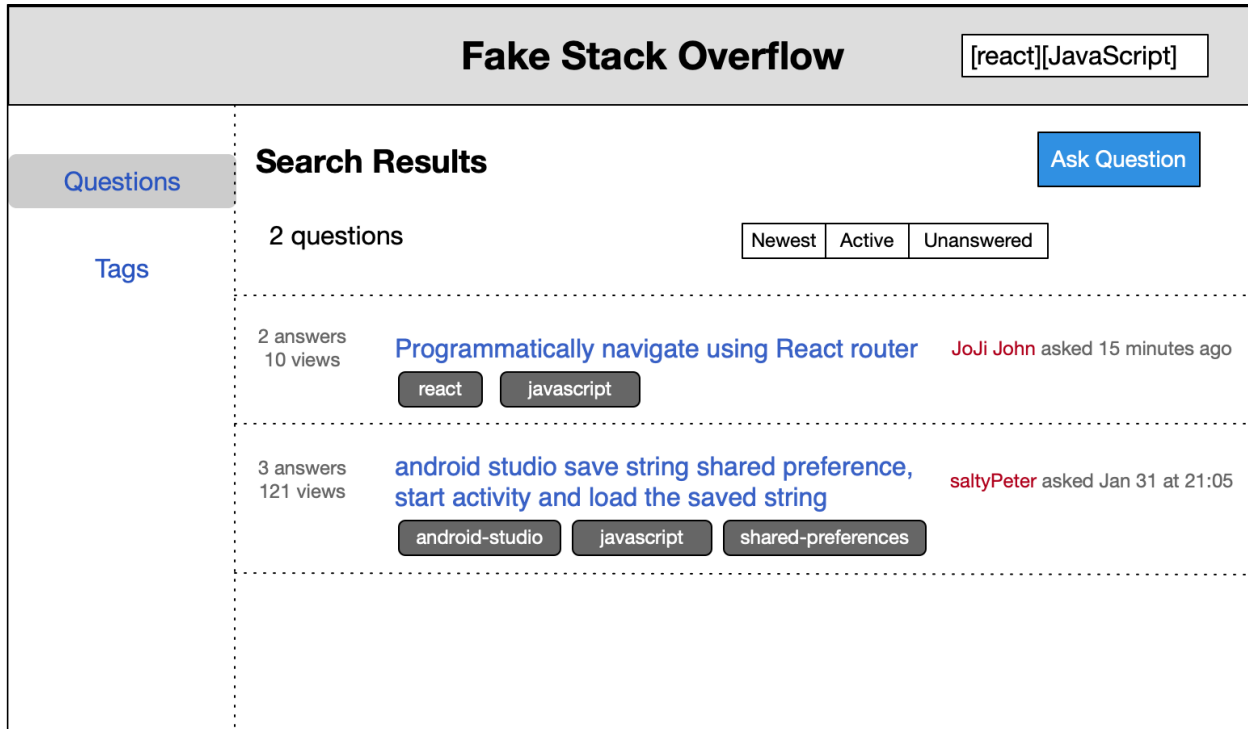 Fake Stack Overflow
[react][JavaScript]
Questions
Tags
Search Results
Ask Question
2 questions
Newest Active Unanswered
2 answers
10 views
Programmatically navigate using React router
JoJi John asked 15 minutes ago
react javascript
3 answers
121 views
android studio save string shared preference,
start activity and load the saved string
saltyPeter asked Jan 31 at 21:05
android-studio javascript shared-preferences